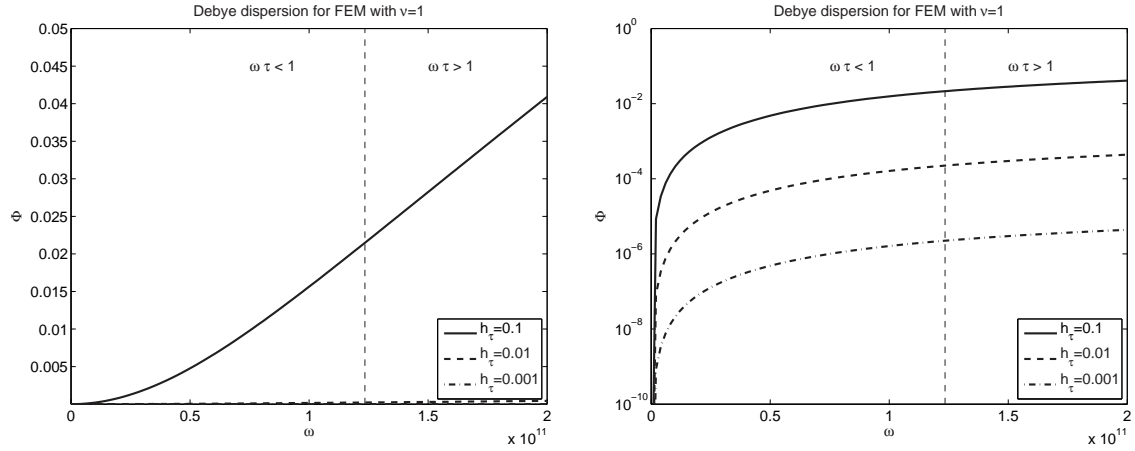 Debye dispersion for FEM with ν=1
0.05
0.045
0.04
0.035
0.03
0.025
0.02
0.015
0.01
0.005
Φ
ω τ < 1
ω τ > 1
h_τ=0.1
h_τ=0.01
h_τ=0.001
0
0.5
1
1.5
2
ω
x 10^11
Debye dispersion for FEM with ν=1
10^0
10^-2
10^-4
10^-6
10^-8
10^-10
Φ
ω τ < 1
ω τ > 1
h_τ=0.1
h_τ=0.01
h_τ=0.001
0
0.5
1
1.5
2
ω
x 10^11